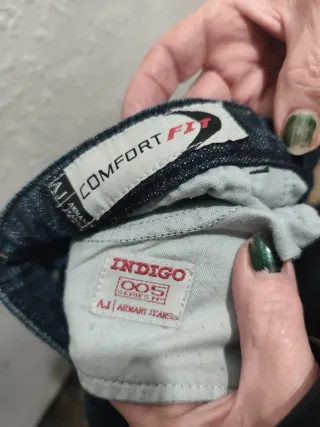 COMFORT FIT
AJ | ARMANI JEANS
INDIGO
005
SERIES
AJ | ARMANI JEANS